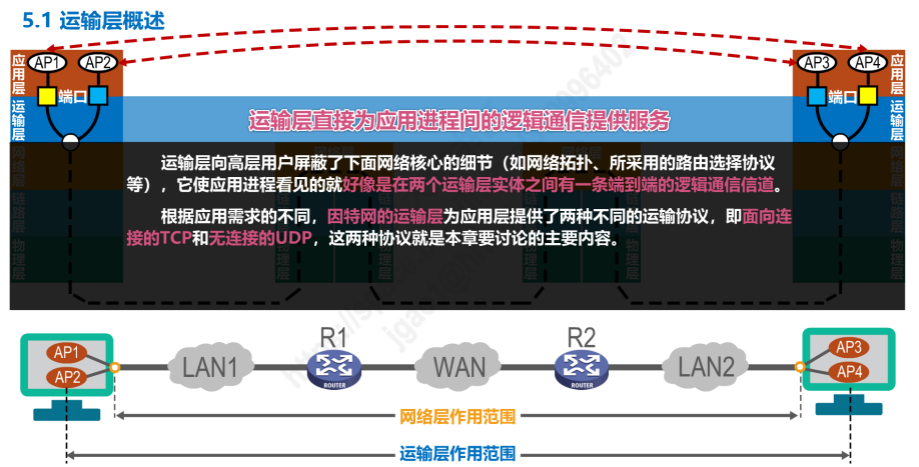 5.1 运输层概述
应用层
AP1
AP2
AP3
AP4
应用层
端口
端口
运输层
运输层
运输层直接为应用进程间的逻辑通信提供服务
网络层
网络层
运输层向高层用户屏蔽了下面网络核心的细节（如网络拓扑、所采用的路由选择协议
等），它使应用进程看见的就好像是在两个运输层实体之间有一条端到端的逻辑通信信道。
根据应用需求的不同，因特网的运输层为应用层提供了两种不同的运输协议，即面向连
接的TCP和无连接的UDP，这两种协议就是本章要讨论的主要内容。
链路层
链路层
物理层
物理层
R1
R2
AP1
AP2
LAN1
ROUTER
WAN
ROUTER
LAN2
AP3
AP4
网络层作用范围
运输层作用范围